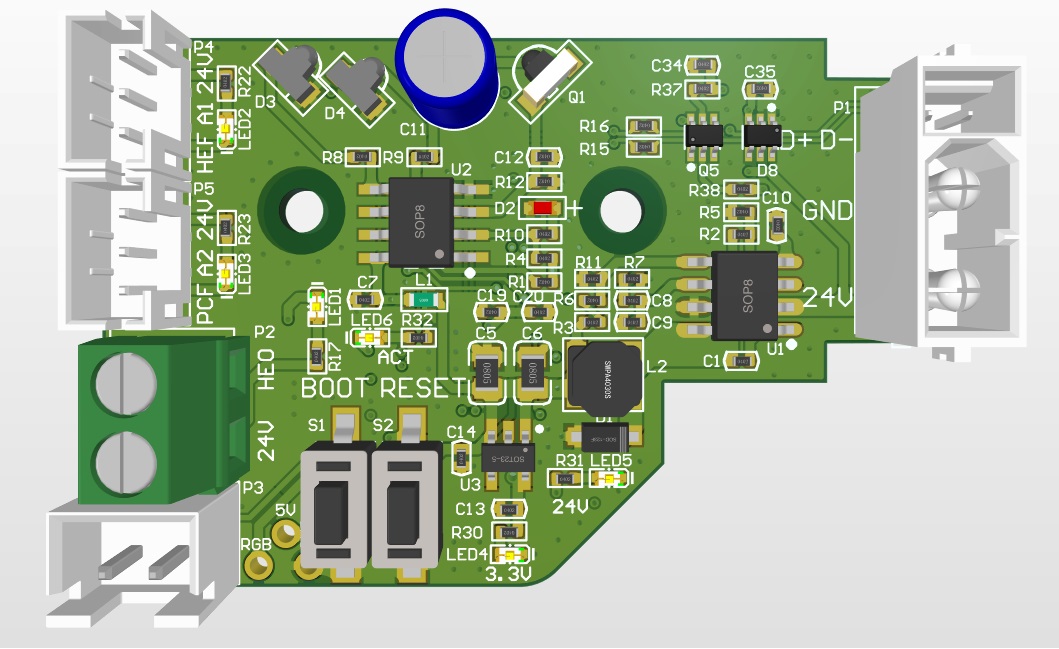 P4
HEF A1 24V
R22
LED2
D3
D4
C11
Q1
C34
R37
C35
P1
R16
R15
Q5
D8
D+ D-
R8
R9
U2
C12
R12
SOP8
P5
PCF A2 24V
R23
LED3
D2
+
R38
R5
C10
GND
R2
R10
R4
R1
R11
R7
SOP8
24V
LED1
C7
L1
C19
C20
R6
C8
R3
C9
U1
LED6
R32
ACT
C5
C6
C1
P2
HEO
R17
0805
0805
SWPA4030S
L2
BOOT RESET
24V
S1
S2
C14
D1
SOT23-5
U3
R31
LED5
24V
P3
5V
RGB
C13
R30
LED4
3.3V